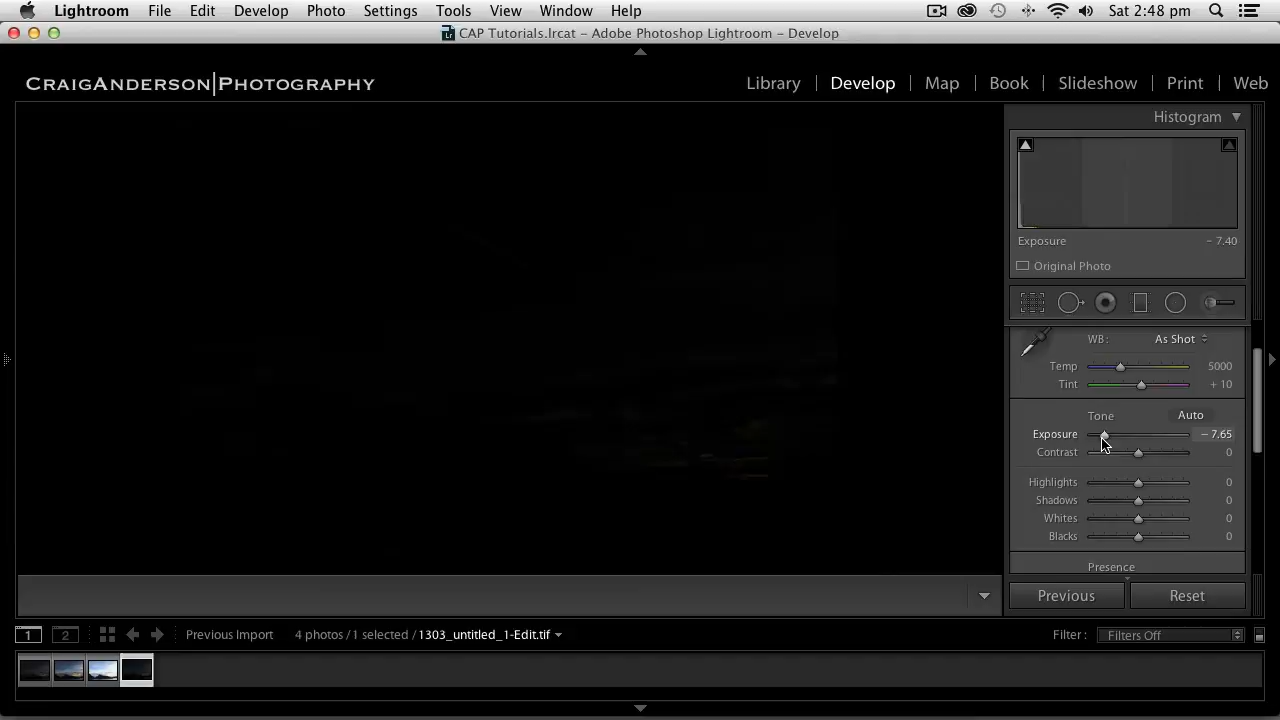 Lightroom File Edit Develop Photo Settings Tools View Window Help Sat 2:48 pm
Lr CAP Tutorials.lrcat – Adobe Photoshop Lightroom – Develop
CRAIGANDERSON|PHOTOGRAPHY Library | Develop | Map | Book | Slideshow | Print | Web
Histogram
Exposure – 7.40
Original Photo
WB: As Shot
Temp 5000
Tint + 10
Tone Auto
Exposure – 7.65
Contrast 0
Highlights 0
Shadows 0
Whites 0
Blacks 0
Presence
Previous Reset
1 2 Previous Import 4 photos / 1 selected / 1303_untitled_1-Edit.tif Filter: Filters Off